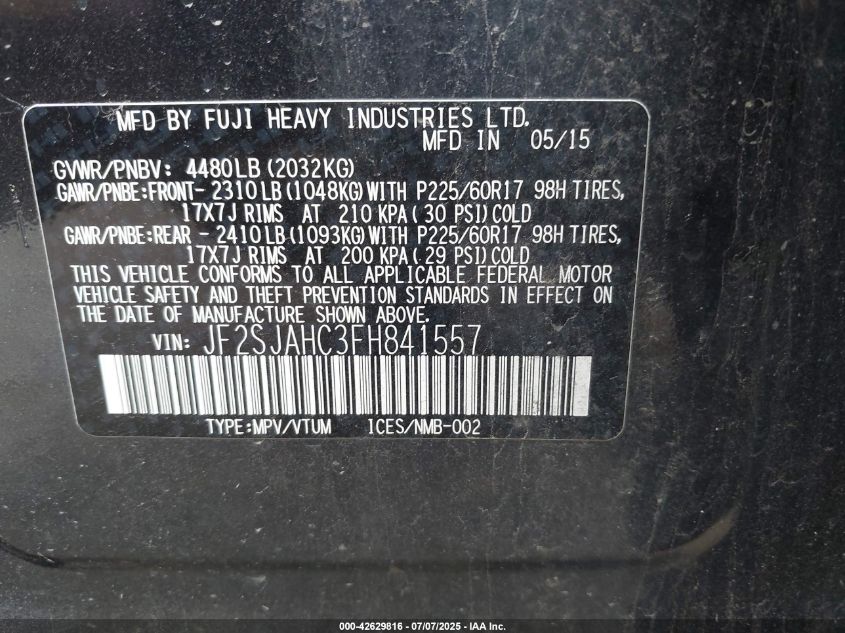 MFD BY FUJI HEAVY INDUSTRIES LTD.
MFD IN 05/15
GVWR/PNBV: 4480LB (2032KG)
GAWR/PNBE:FRONT- 2310 LB (1048KG) WITH P225/60R17 98H TIRES,
17X7J RIMS AT 210 KPA ( 30 PSI) COLD
GAWR/PNBE:REAR - 2410 LB (1093KG) WITH P225/60R17 98H TIRES,
17X7J RIMS AT 200 KPA ( 29 PSI) COLD
THIS VEHICLE CONFORMS TO ALL APPLICABLE FEDERAL MOTOR
VEHICLE SAFETY AND THEFT PREVENTION STANDARDS IN EFFECT ON
THE DATE OF MANUFACTURE SHOWN ABOVE.
VIN: JF2SJAHC3FH841557
TYPE:MPV/VTUM ICES/NMB-002
000-42629816 - 07/07/2025 - IAA Inc.